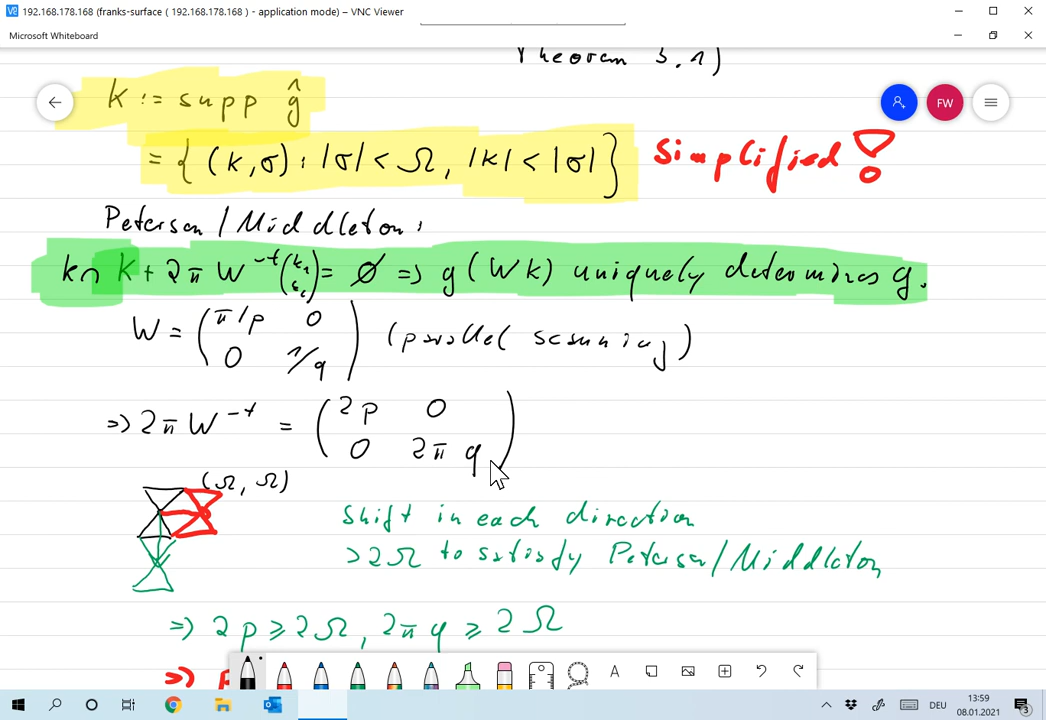 192.168.178.168 (franks-surface ( 192.168.178.168 ) - application mode) – VNC Viewer
Microsoft Whiteboard
Theorem 3.1)
K := supp ĝ
= { (k,σ) : |σ| < Ω, |k| < |σ| } Simplified!
FW
Petersen/Middleton:
K ∩ K + 2π W^{-t} (k₁ k₂) = ∅ => g(Wk) uniquely determines g.
W = ( π/p 0
0 1/q ) (parallel scanning)
=> 2π W^{-t} = ( 2p 0
0 2π q )
(Ω, Ω)
Shift in each direction
>2Ω to satisfy Petersen/Middleton
=> 2p ⩾ 2Ω, 2π q ⩾ 2Ω
=>
A
DEU
13:59
08.01.2021
3